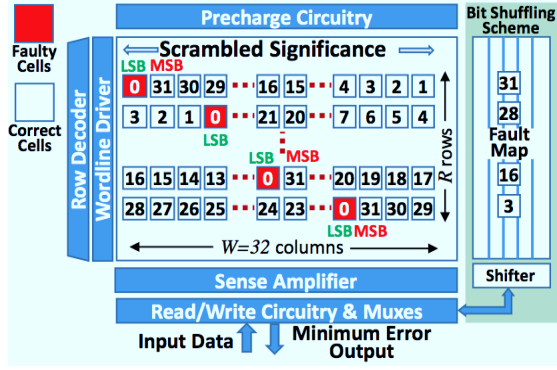 Faulty
Cells
Correct
Cells
Row Decoder
Wordline Driver
Precharge Circuitry
Scrambled Significance
LSB MSB
0 31 30 29 16 15 4 3 2 1
3 2 1 0 21 20 7 6 5 4
LSB
LSB MSB
16 15 14 13 0 31 20 19 18 17
28 27 26 25 24 23 0 31 30 29
LSB MSB
W=32 columns
R rows
Sense Amplifier
Read/Write Circuitry & Muxes
Input Data
Minimum Error
Output
Bit Shuffling
Scheme
31
28
Fault
Map
16
3
Shifter